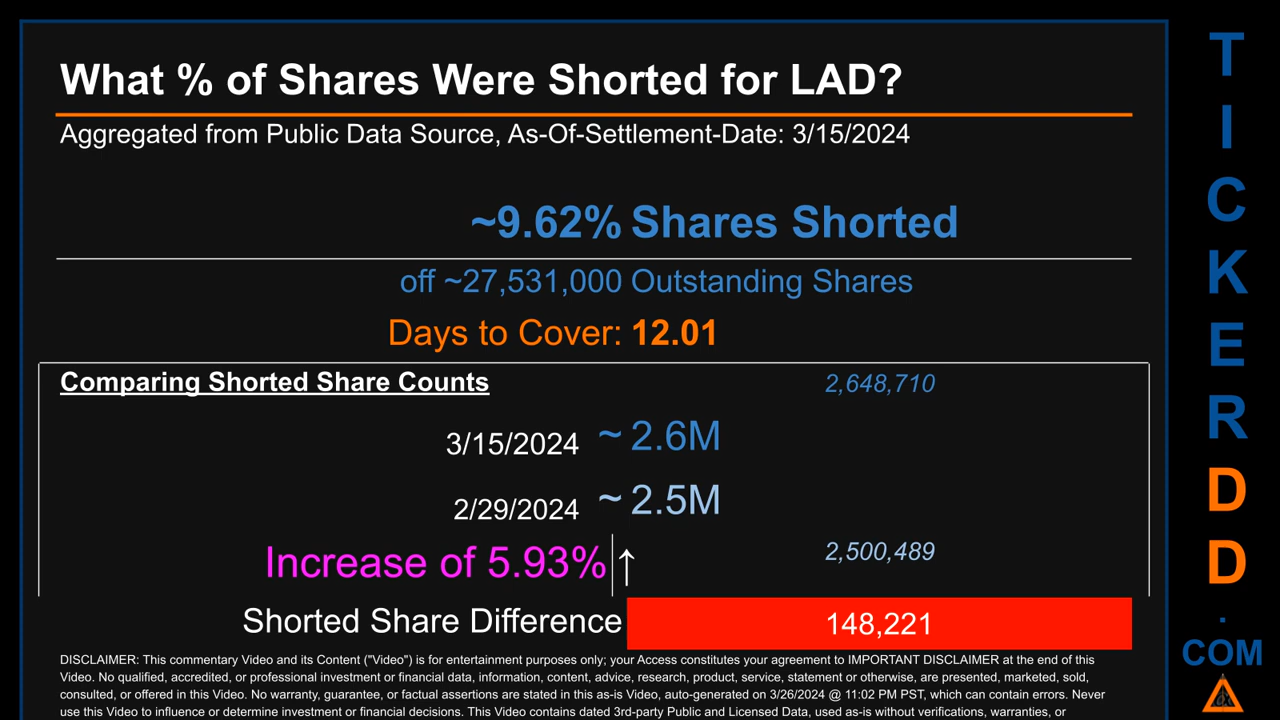 What % of Shares Were Shorted for LAD?
Aggregated from Public Data Source, As-Of-Settlement-Date: 3/15/2024
~9.62% Shares Shorted
off ~27,531,000 Outstanding Shares
Days to Cover: 12.01
Comparing Shorted Share Counts
2,648,710
3/15/2024 ~ 2.6M
2/29/2024 ~ 2.5M
Increase of 5.93% ↑
2,500,489
Shorted Share Difference 148,221
DISCLAIMER: This commentary Video and its Content ("Video") is for entertainment purposes only; your Access constitutes your agreement to IMPORTANT DISCLAIMER at the end of this
Video. No qualified, accredited, or professional investment or financial data, information, content, advice, research, product, service, statement or otherwise, are presented, marketed, sold,
consulted, or offered in this Video. No warranty, guarantee, or factual assertions are stated in this as-is Video, auto-generated on 3/26/2024 @ 11:02 PM PST, which can contain errors. Never
use this Video to influence or determine investment or financial decisions. This Video contains dated 3rd-party Public and Licensed Data, used as-is without verifications, warranties, or
T
I
C
K
E
R
D
D
.
COM